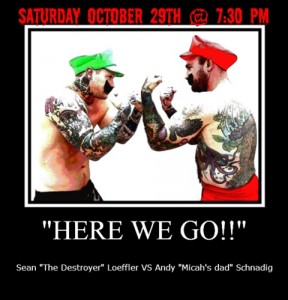 SATURDAY OCTOBER 29TH @ 7:30 PM
"HERE WE GO!!"
Sean "The Destroyer" Loeffler VS Andy "Micah's dad" Schnadig